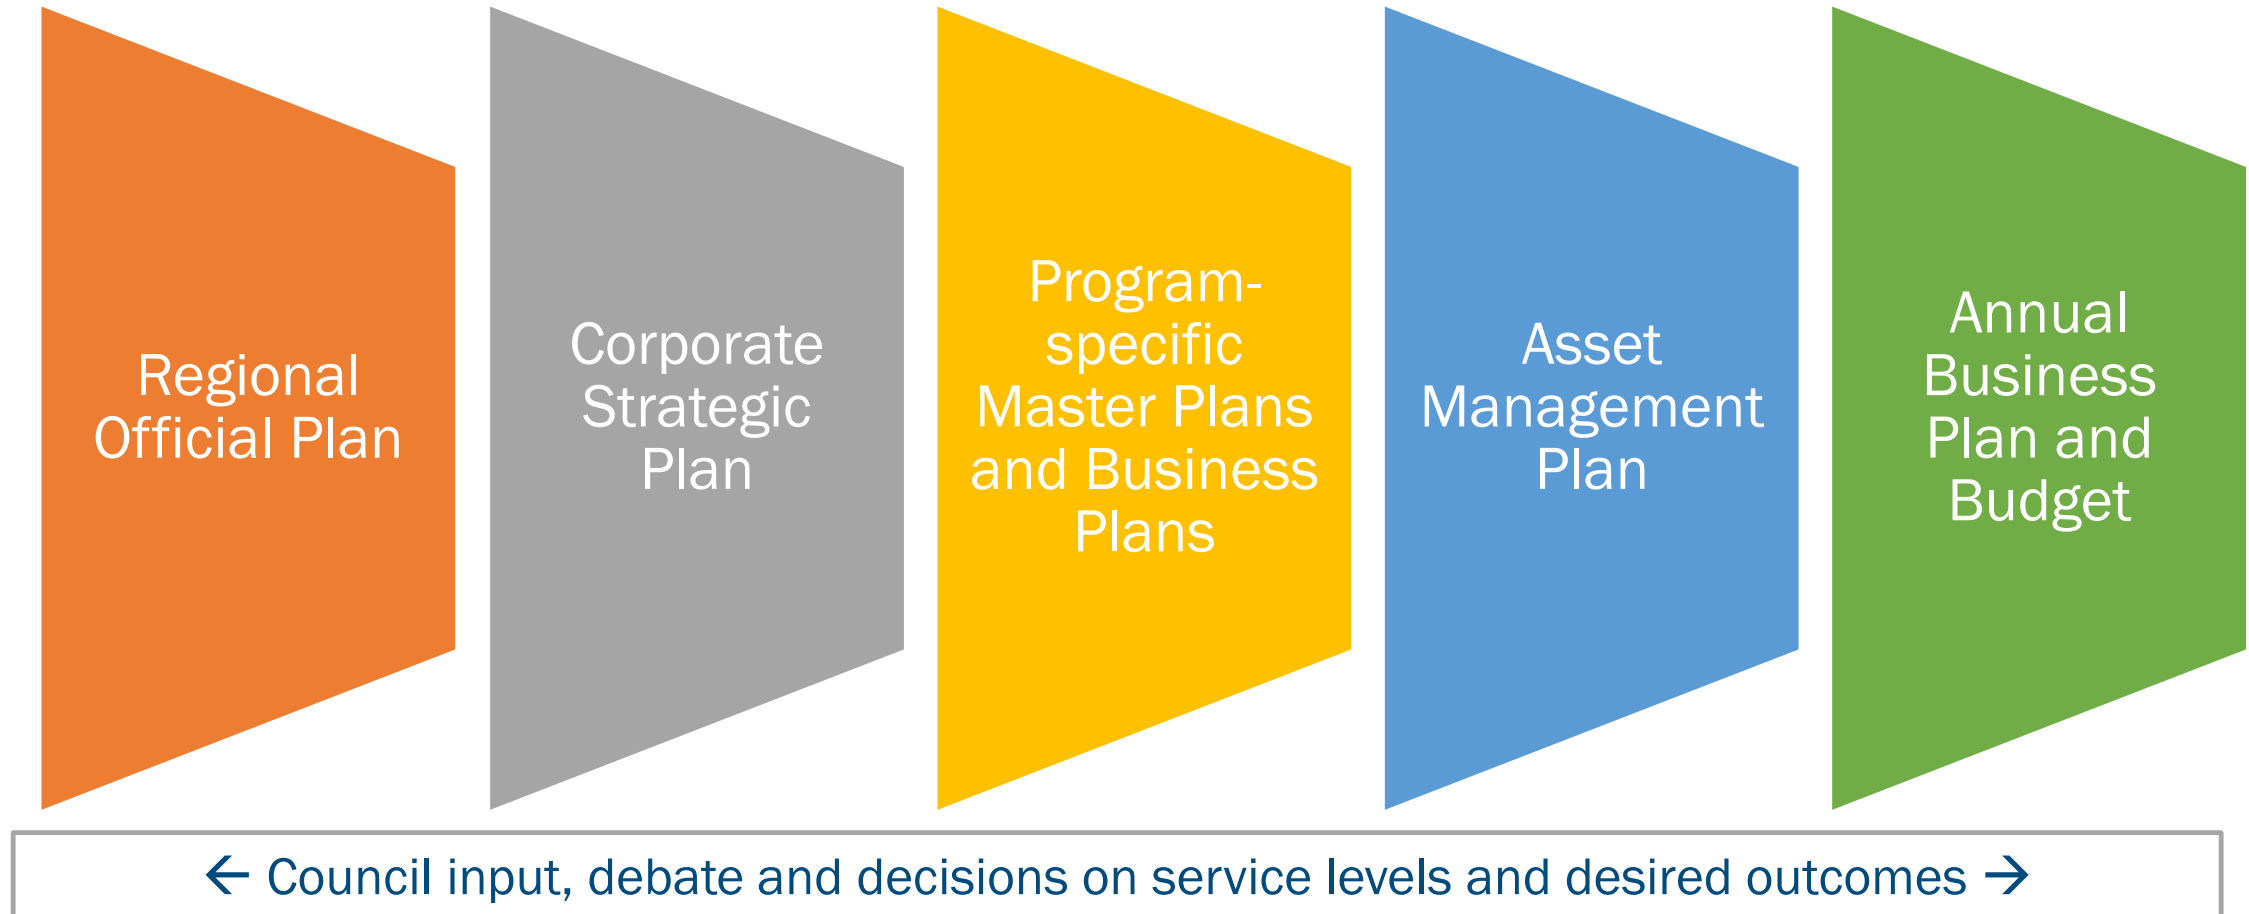 Regional
Official Plan
Corporate
Strategic
Plan
Program-
specific
Master Plans
and Business
Plans
Asset
Management
Plan
Annual
Business
Plan and
Budget
← Council input, debate and decisions on service levels and desired outcomes →